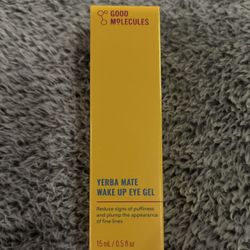 GOOD
MOLECULES
YERBA MATE
WAKE UP EYE GEL
Reduce signs of puffiness
and plump the appearance
of fine lines
15 mL / 0.5 fl oz